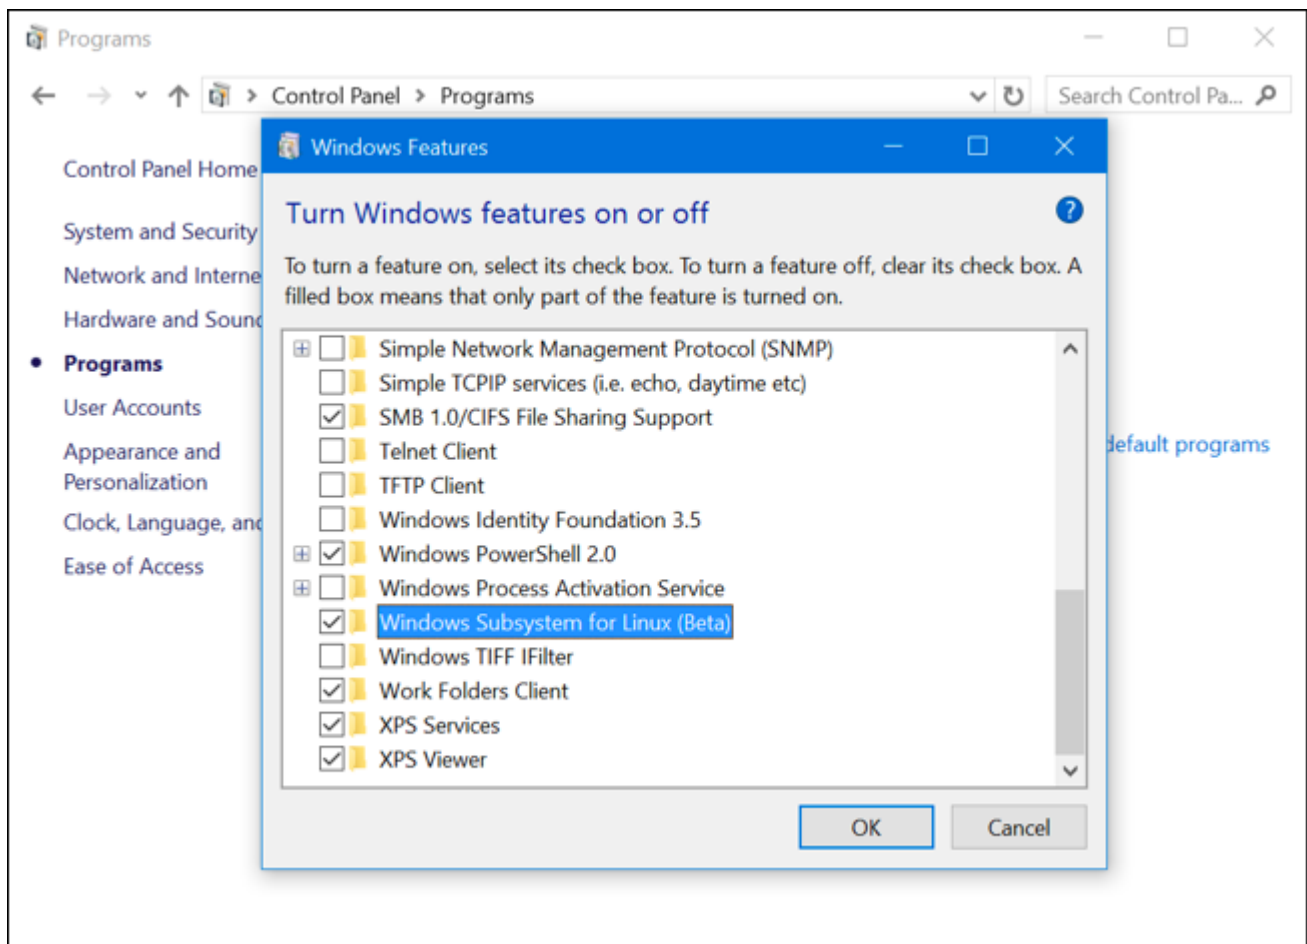 Programs
Control Panel > Programs
Search Control Pa...
Control Panel Home
System and Security
Network and Interne
Hardware and Soun
Programs
User Accounts
Appearance and
Personalization
Clock, Language, an
Ease of Access
Windows Features
Turn Windows features on or off
To turn a feature on, select its check box. To turn a feature off, clear its check box. A
filled box means that only part of the feature is turned on.
Simple Network Management Protocol (SNMP)
Simple TCPIP services (i.e. echo, daytime etc)
SMB 1.0/CIFS File Sharing Support
Telnet Client
TFTP Client
Windows Identity Foundation 3.5
Windows PowerShell 2.0
Windows Process Activation Service
Windows Subsystem for Linux (Beta)
Windows TIFF IFilter
Work Folders Client
XPS Services
XPS Viewer
OK Cancel
default programs